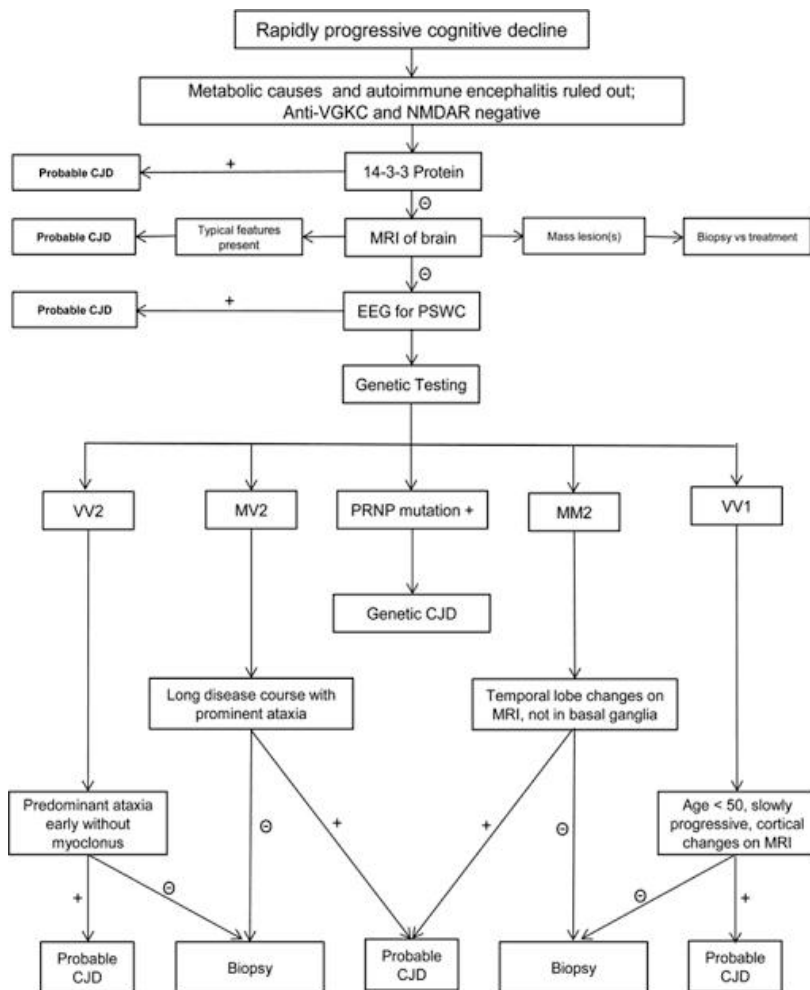 Rapidly progressive cognitive decline
Metabolic causes and autoimmune encephalitis ruled out;
Anti-VGKC and NMDAR negative
Probable CJD
+
14-3-3 Protein
⊖
Probable CJD
Typical features
present
MRI of brain
Mass lesion(s)
Biopsy vs treatment
⊖
Probable CJD
+
EEG for PSWC
Genetic Testing
VV2
MV2
PRNP mutation +
MM2
VV1
Genetic CJD
Long disease course with
prominent ataxia
Temporal lobe changes on
MRI, not in basal ganglia
Predominant ataxia
early without
myoclonus
⊖
+
+
⊖
Age < 50, slowly
progressive, cortical
changes on MRI
+
⊖
⊖
+
Probable
CJD
Biopsy
Probable
CJD
Biopsy
Probable
CJD